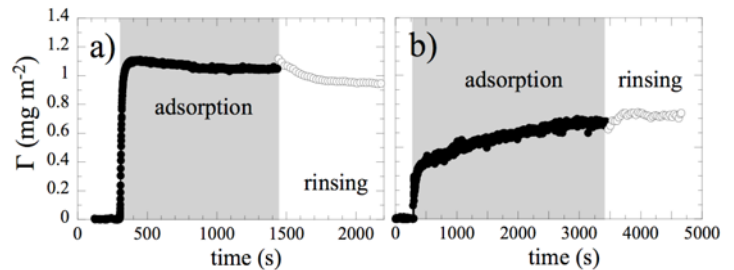 1.4
1.2
1
0.8
0.6
0.4
0.2
0
Γ (mg m-2)
a)
adsorption
rinsing
0 500 1000 1500 2000
time (s)
b)
adsorption
rinsing
0 1000 2000 3000 4000 5000
time (s)